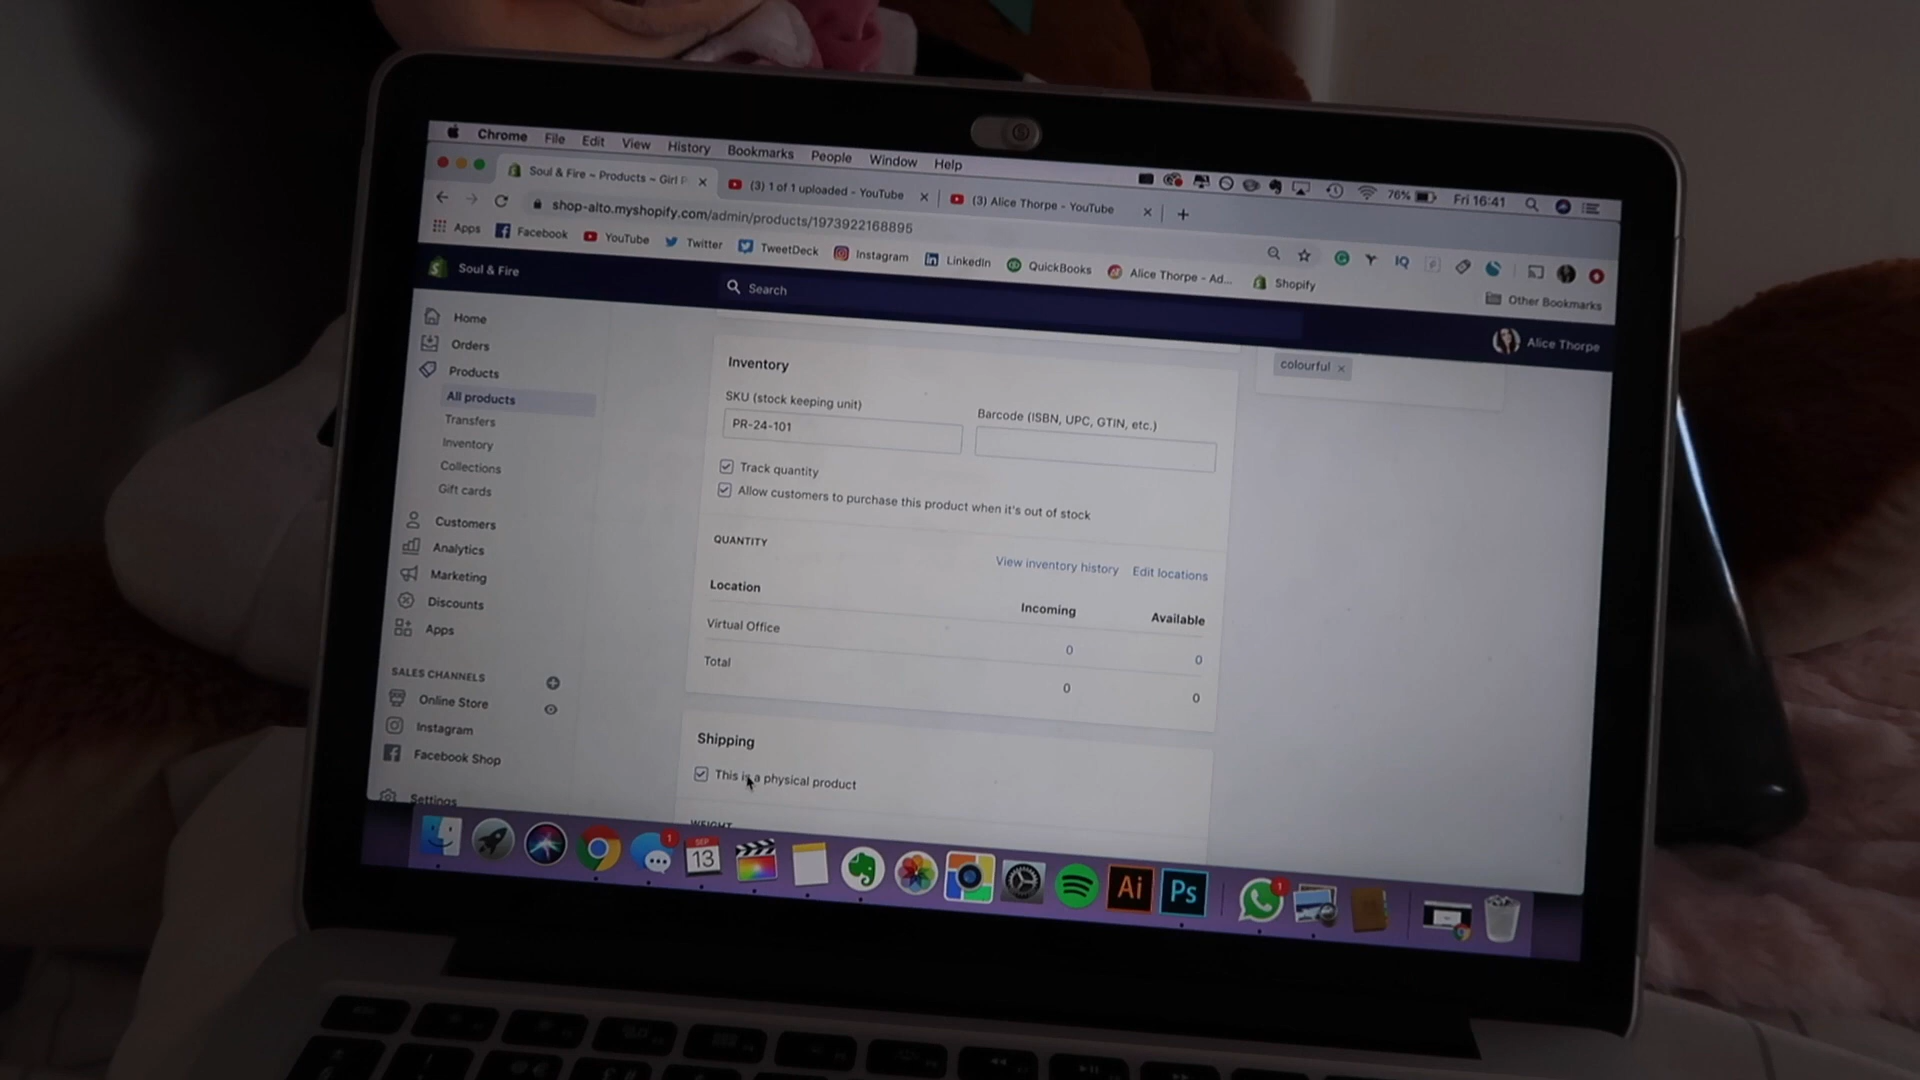 Chrome File Edit View History Bookmarks People Window Help
76% Fri 16:41
Soul & Fire ~ Products ~ Girl P
(3) 1 of 1 uploaded - YouTube
(3) Alice Thorpe - YouTube
shop-alto.myshopify.com/admin/products/1973922168895
Apps Facebook YouTube Twitter TweetDeck Instagram LinkedIn QuickBooks Alice Thorpe - Ad... Shopify
Other Bookmarks
Soul & Fire
Search
Alice Thorpe
Home
Orders
Products
All products
Transfers
Inventory
Collections
Gift cards
Customers
Analytics
Marketing
Discounts
Apps
SALES CHANNELS
Online Store
Instagram
Facebook Shop
Settings
colourful
Inventory
SKU (stock keeping unit)
Barcode (ISBN, UPC, GTIN, etc.)
PR-24-101
Track quantity
Allow customers to purchase this product when it's out of stock
QUANTITY
View inventory history Edit locations
Location Incoming Available
Virtual Office 0 0
Total 0 0
Shipping
This is a physical product
WEIGHT
1
SEP
13
Ai
Ps
1